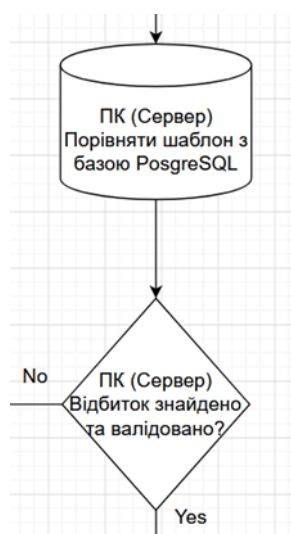 ПК (Сервер)
Порівняти шаблон з
базою PosgreSQL
No
ПК (Сервер)
Відбиток знайдено
та валідовано?
Yes